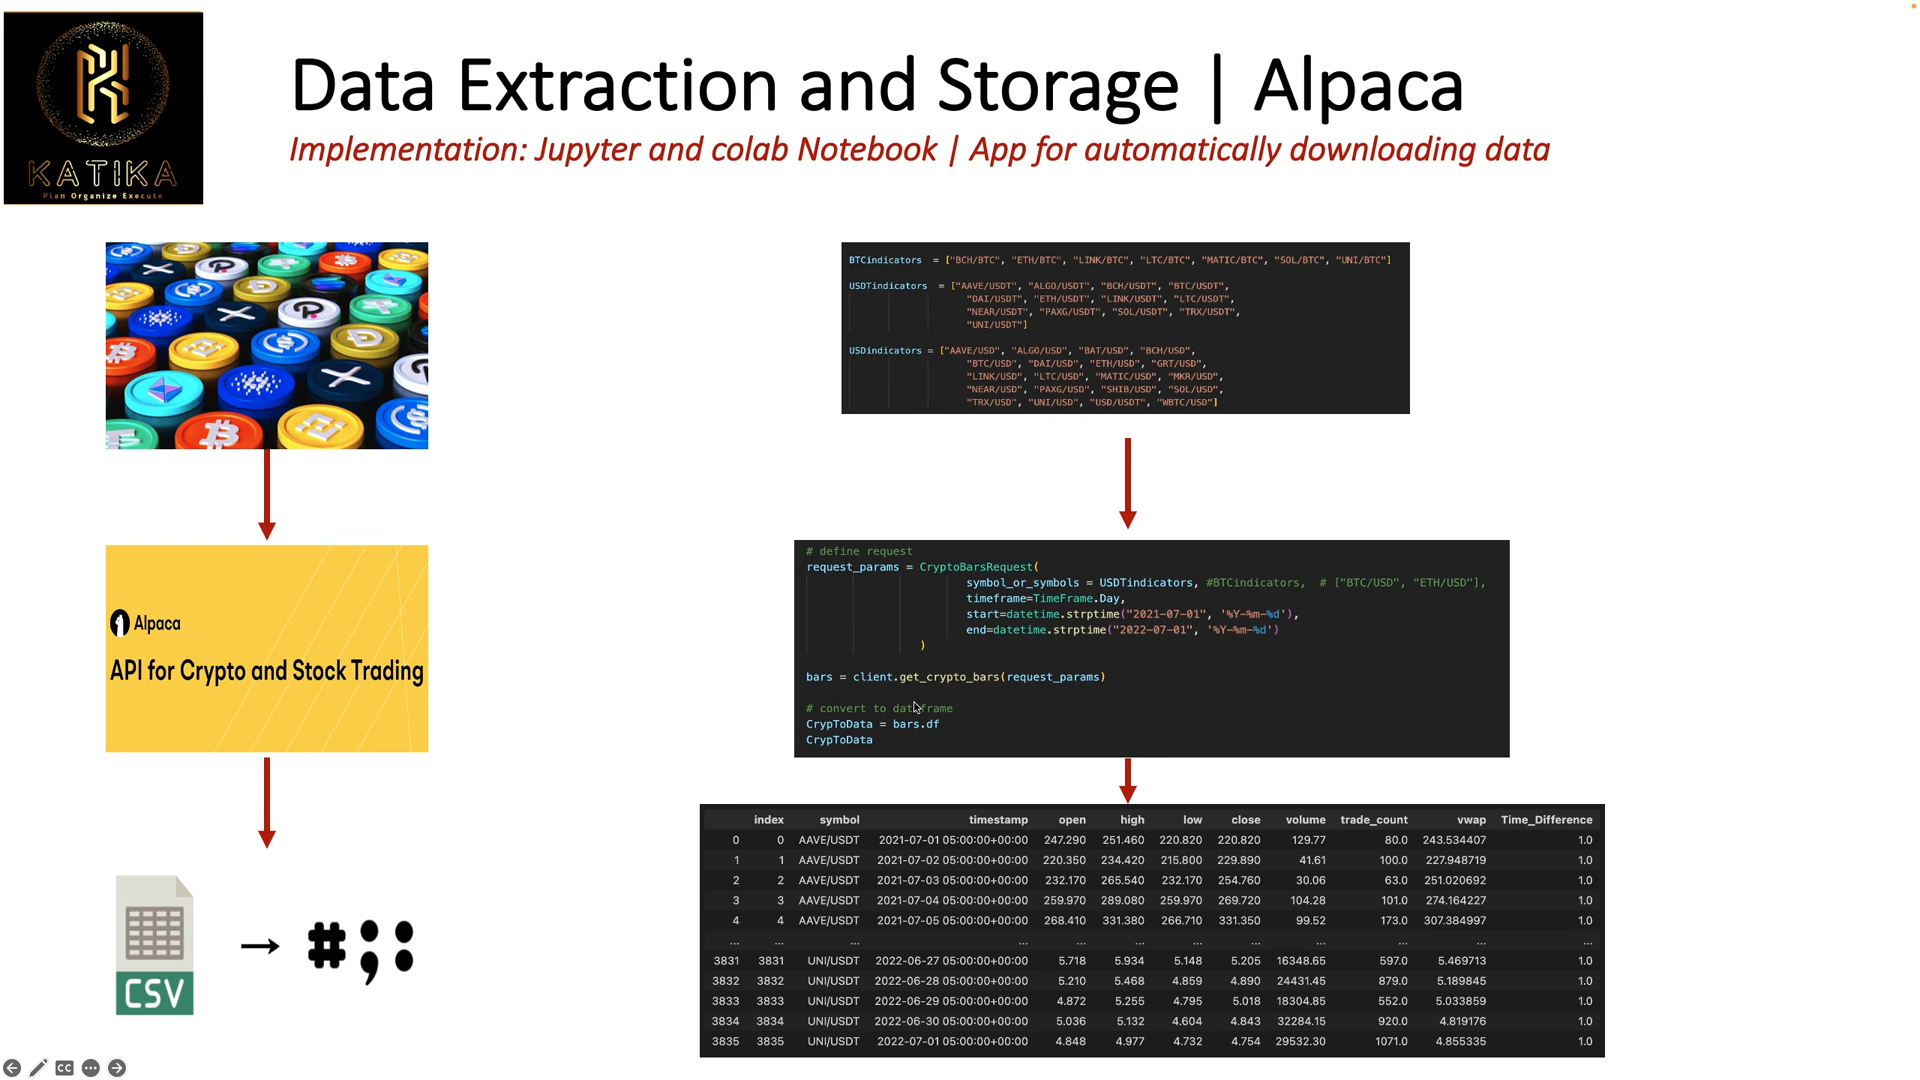 KATIKA
Plan Organize Execute
Data Extraction and Storage | Alpaca
Implementation: Jupyter and colab Notebook | App for automatically downloading data
Alpaca
API for Crypto and Stock Trading
CSV
→ #;:
BTCindicators = ["BCH/BTC", "ETH/BTC", "LINK/BTC", "LTC/BTC", "MATIC/BTC", "SOL/BTC", "UNI/BTC"]
USDTindicators = ["AAVE/USDT", "ALGO/USDT", "BCH/USDT", "BTC/USDT",
"DAI/USDT", "ETH/USDT", "LINK/USDT", "LTC/USDT",
"NEAR/USDT", "PAXG/USDT", "SOL/USDT", "TRX/USDT",
"UNI/USDT"]
USDindicators = ["AAVE/USD", "ALGO/USD", "BAT/USD", "BCH/USD",
"BTC/USD", "DAI/USD", "ETH/USD", "GRT/USD",
"LINK/USD", "LTC/USD", "MATIC/USD", "MKR/USD",
"NEAR/USD", "PAXG/USD", "SHIB/USD", "SOL/USD",
"TRX/USD", "UNI/USD", "USD/USDT", "WBTC/USD"]
# define request
request_params = CryptoBarsRequest(
symbol_or_symbols = USDTindicators, #BTCindicators, # ["BTC/USD", "ETH/USD"],
timeframe=TimeFrame.Day,
start=datetime.strptime("2021-07-01", '%Y-%m-%d'),
end=datetime.strptime("2022-07-01", '%Y-%m-%d')
)
bars = client.get_crypto_bars(request_params)
# convert to dataframe
CrypToData = bars.df
CrypToData
index symbol timestamp open high low close volume trade_count vwap Time_Difference
0 0 AAVE/USDT 2021-07-01 05:00:00+00:00 247.290 251.460 220.820 220.820 129.77 80.0 243.534407 1.0
1 1 AAVE/USDT 2021-07-02 05:00:00+00:00 220.350 234.420 215.800 229.890 41.61 100.0 227.948719 1.0
2 2 AAVE/USDT 2021-07-03 05:00:00+00:00 232.170 265.540 232.170 254.760 30.06 63.0 251.020692 1.0
3 3 AAVE/USDT 2021-07-04 05:00:00+00:00 259.970 289.080 259.970 269.720 104.28 101.0 274.164227 1.0
4 4 AAVE/USDT 2021-07-05 05:00:00+00:00 268.410 331.380 266.710 331.350 99.52 173.0 307.384997 1.0
... ... ... ... ... ... ... ... ... ... ... ...
3831 3831 UNI/USDT 2022-06-27 05:00:00+00:00 5.718 5.934 5.148 5.205 16348.65 597.0 5.469713 1.0
3832 3832 UNI/USDT 2022-06-28 05:00:00+00:00 5.210 5.468 4.859 4.890 24431.45 879.0 5.189845 1.0
3833 3833 UNI/USDT 2022-06-29 05:00:00+00:00 4.872 5.255 4.795 5.018 18304.85 552.0 5.033859 1.0
3834 3834 UNI/USDT 2022-06-30 05:00:00+00:00 5.036 5.132 4.604 4.843 32284.15 920.0 4.819176 1.0
3835 3835 UNI/USDT 2022-07-01 05:00:00+00:00 4.848 4.977 4.732 4.754 29532.30 1071.0 4.855335 1.0
CC